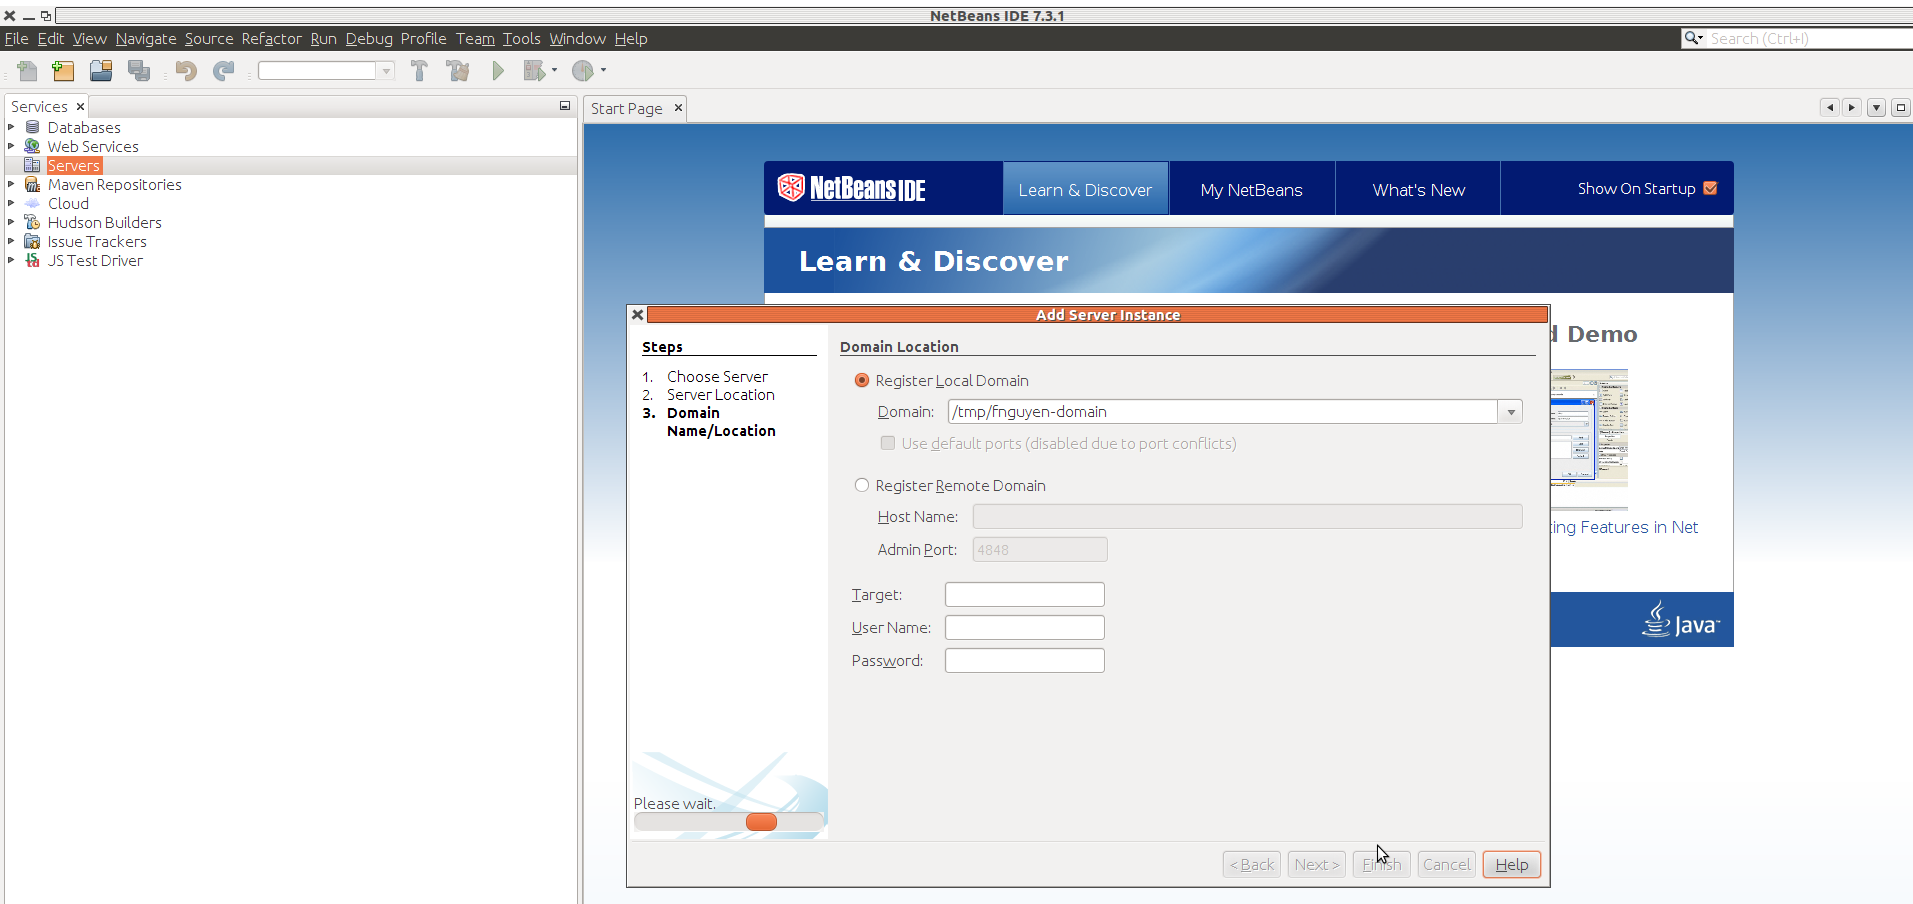 NetBeans IDE 7.3.1
File Edit View Navigate Source Refactor Run Debug Profile Team Tools Window Help
Search (Ctrl+I)
Services
Start Page
Databases
Web Services
Servers
Maven Repositories
Cloud
Hudson Builders
Issue Trackers
JS Test Driver
NetBeans IDE
Learn & Discover
My NetBeans
What's New
Show On Startup
Learn & Discover
Demo
ting Features in Net
Java
Add Server Instance
Steps
1. Choose Server
2. Server Location
3. Domain
Name/Location
Please wait.
Domain Location
Register Local Domain
Domain: /tmp/fnguyen-domain
Use default ports (disabled due to port conflicts)
Register Remote Domain
Host Name:
Admin Port: 4848
Target:
User Name:
Password:
< Back Next > Finish Cancel Help